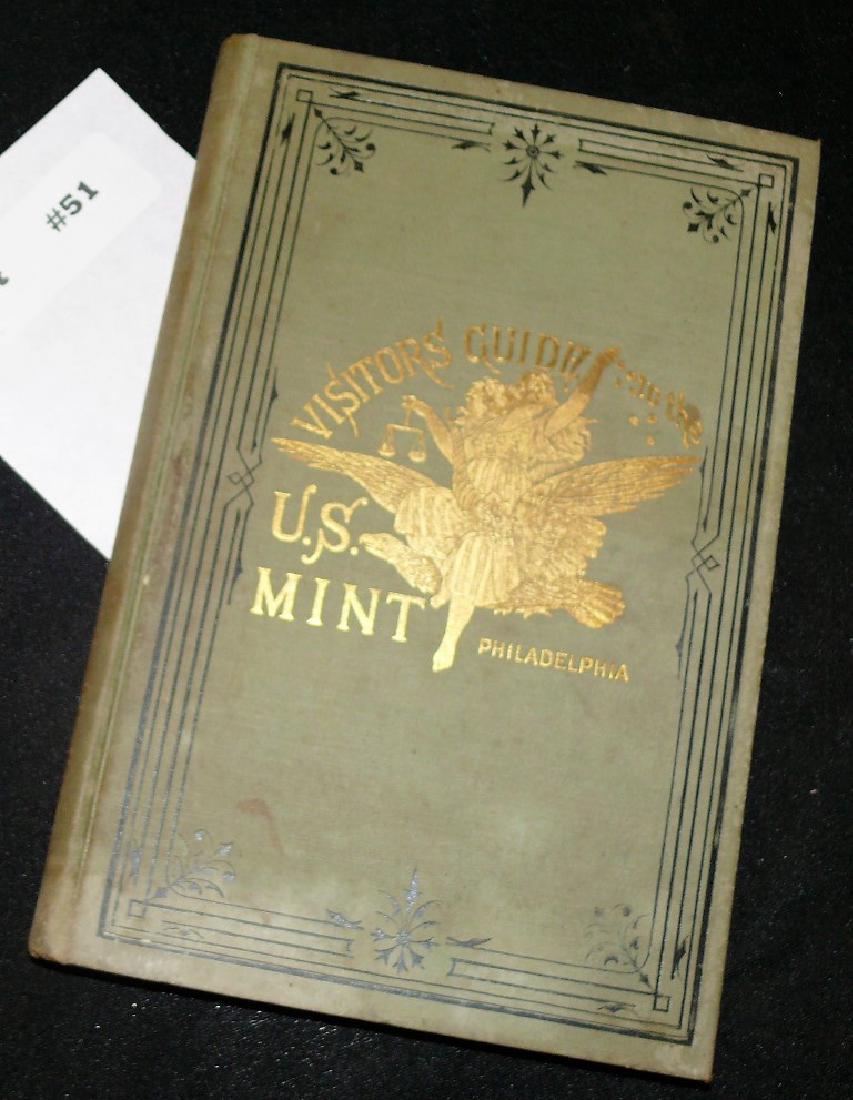 #51
VISITORS' GUIDE
to the
U.S.
MINT
PHILADELPHIA